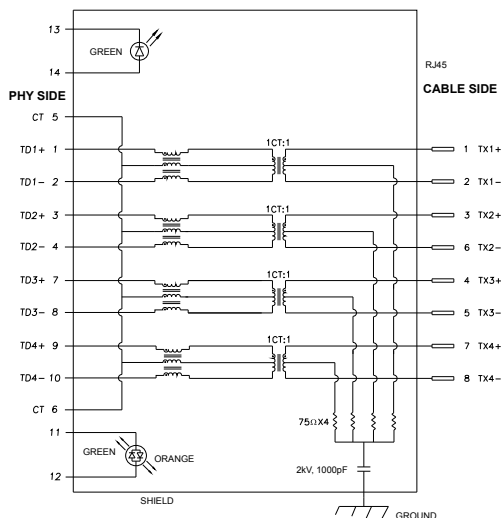 13
GREEN
14
RJ45
PHY SIDE
CABLE SIDE
CT 5
1CT:1
TD1+ 1
1 TX1+
TD1- 2
2 TX1-
1CT:1
TD2+ 3
3 TX2+
TD2- 4
6 TX2-
1CT:1
TD3+ 7
4 TX3+
TD3- 8
5 TX3-
1CT:1
TD4+ 9
7 TX4+
TD4- 10
8 TX4-
CT 6
11
75ΩX4
GREEN
ORANGE
12
2kV, 1000pF
SHIELD
GROUND